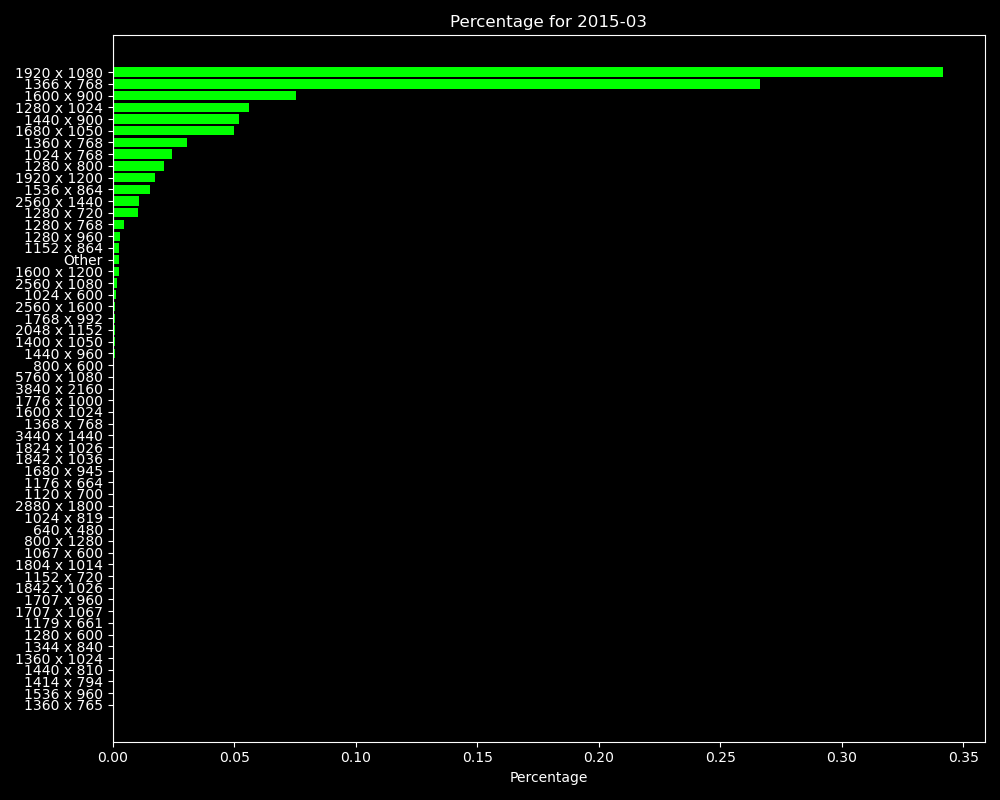 Percentage for 2015-03
1920 x 1080
1366 x 768
1600 x 900
1280 x 1024
1440 x 900
1680 x 1050
1360 x 768
1024 x 768
1280 x 800
1920 x 1200
1536 x 864
2560 x 1440
1280 x 720
1280 x 768
1280 x 960
1152 x 864
Other
1600 x 1200
2560 x 1080
1024 x 600
2560 x 1600
1768 x 992
2048 x 1152
1400 x 1050
1440 x 960
800 x 600
5760 x 1080
3840 x 2160
1776 x 1000
1600 x 1024
1368 x 768
3440 x 1440
1824 x 1026
1842 x 1036
1680 x 945
1176 x 664
1120 x 700
2880 x 1800
1024 x 819
640 x 480
800 x 1280
1067 x 600
1804 x 1014
1152 x 720
1842 x 1026
1707 x 960
1707 x 1067
1179 x 661
1280 x 600
1344 x 840
1360 x 1024
1440 x 810
1414 x 794
1536 x 960
1360 x 765
0.00 0.05 0.10 0.15 0.20 0.25 0.30 0.35
Percentage